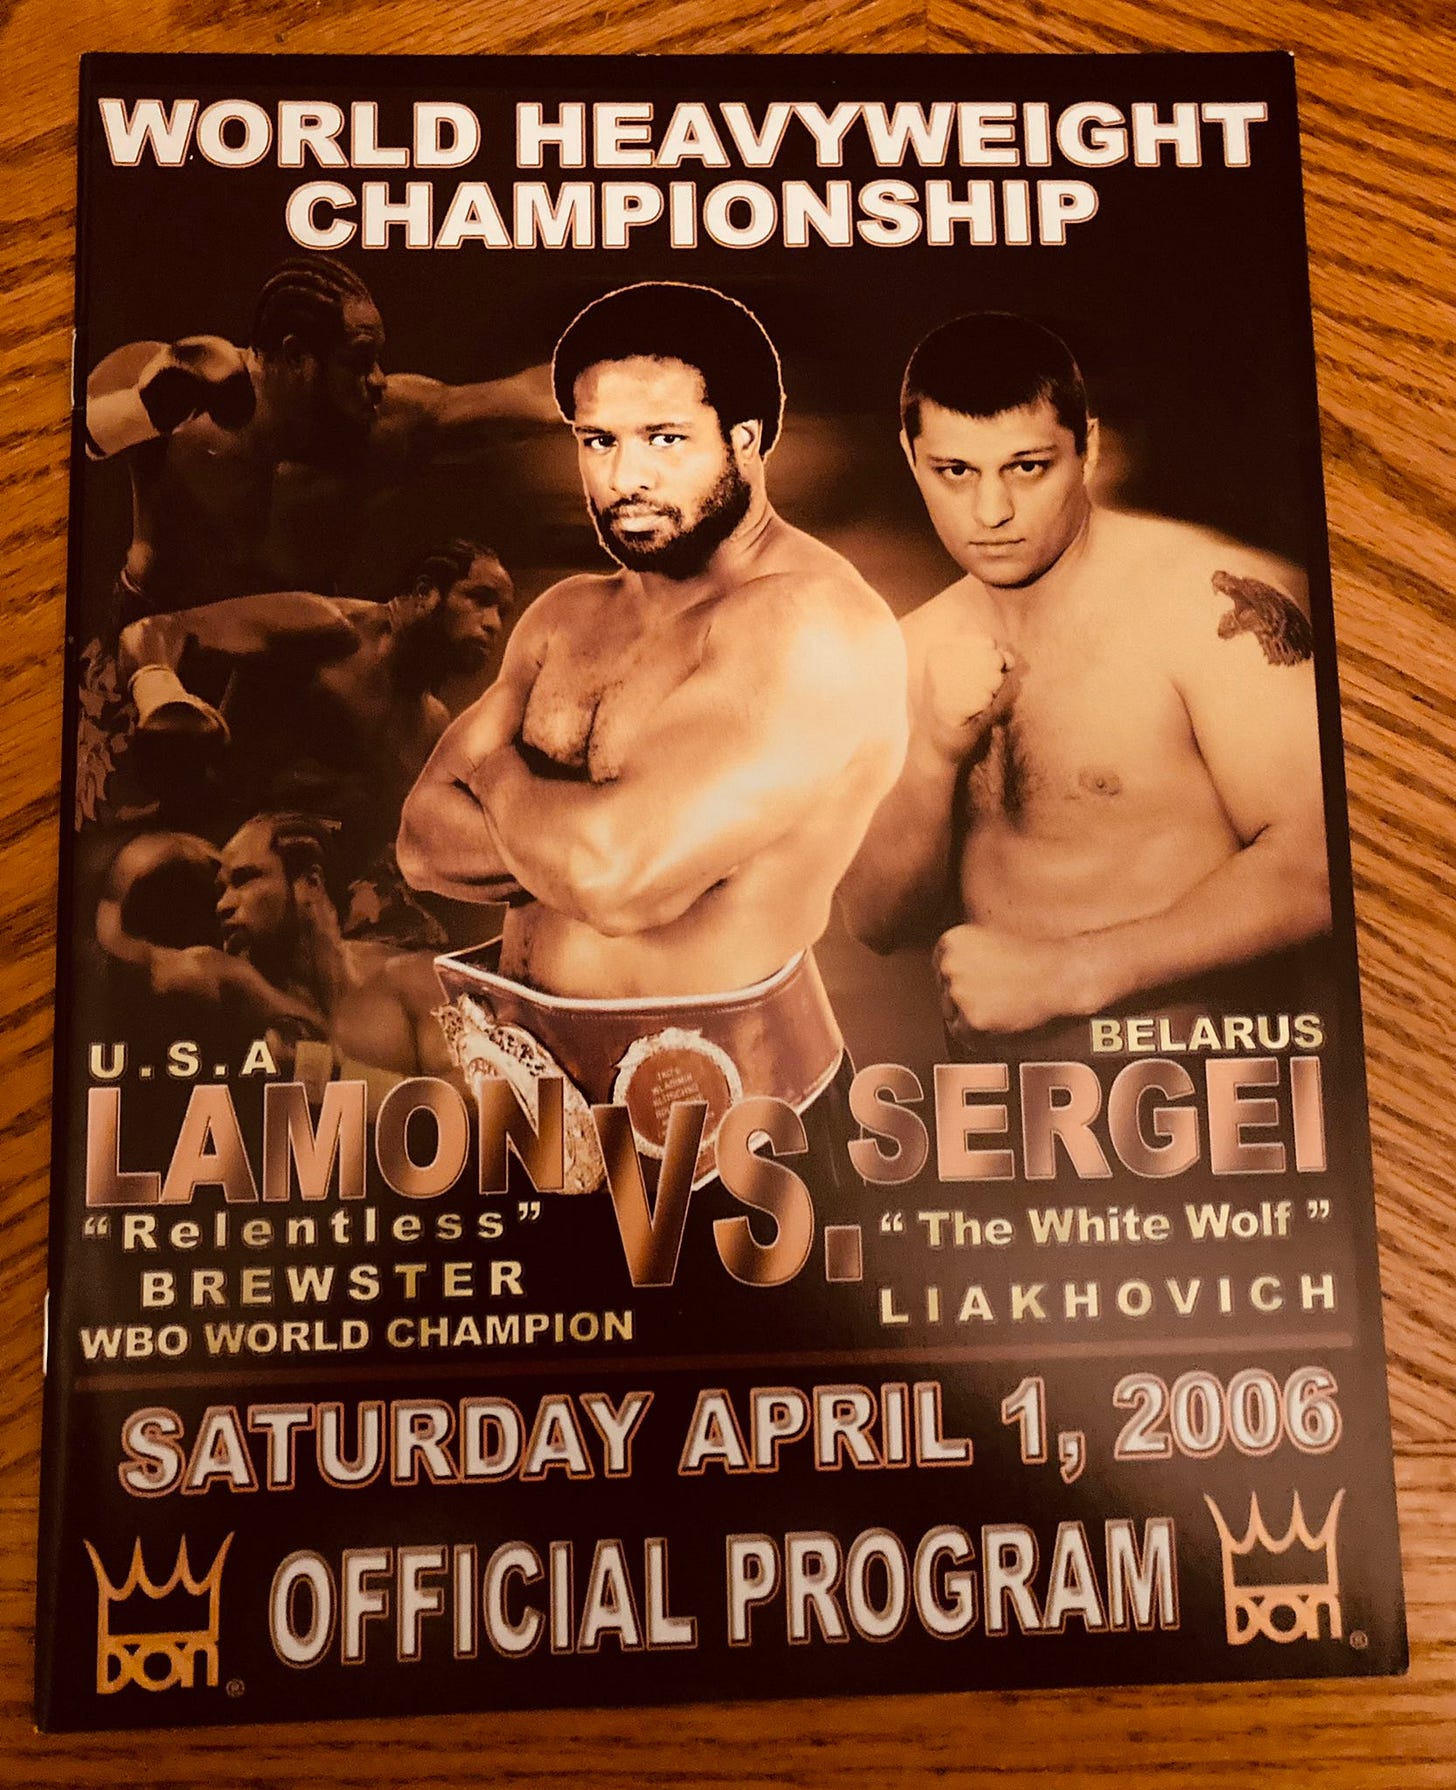 WORLD HEAVYWEIGHT
CHAMPIONSHIP
U.S.A
LAMON
"Relentless"
BREWSTER
WBO WORLD CHAMPION
VS.
BELARUS
SERGEI
"The White Wolf"
LIAKHOVICH
SATURDAY APRIL 1, 2006
OFFICIAL PROGRAM
Don ®
Don ®